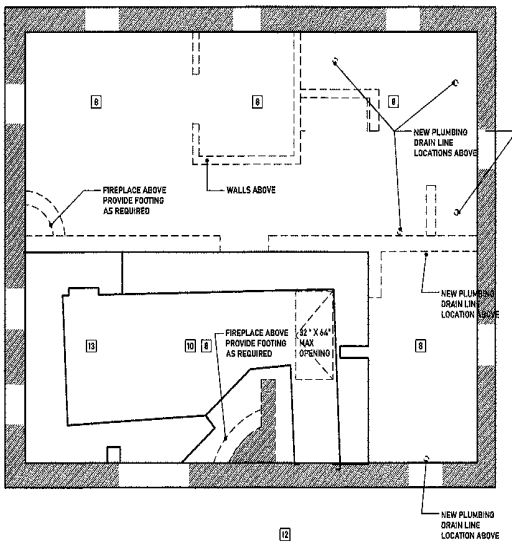 8
8
8
NEW PLUMBING
DRAIN LINE
LOCATIONS ABOVE
FIREPLACE ABOVE
PROVIDE FOOTING
AS REQUIRED
WALLS ABOVE
NEW PLUMBING
DRAIN LINE
LOCATION ABOVE
13
10
8
FIREPLACE ABOVE
PROVIDE FOOTING
AS REQUIRED
32" X 64"
MAX
OPENING
8
NEW PLUMBING
DRAIN LINE
LOCATION ABOVE
12